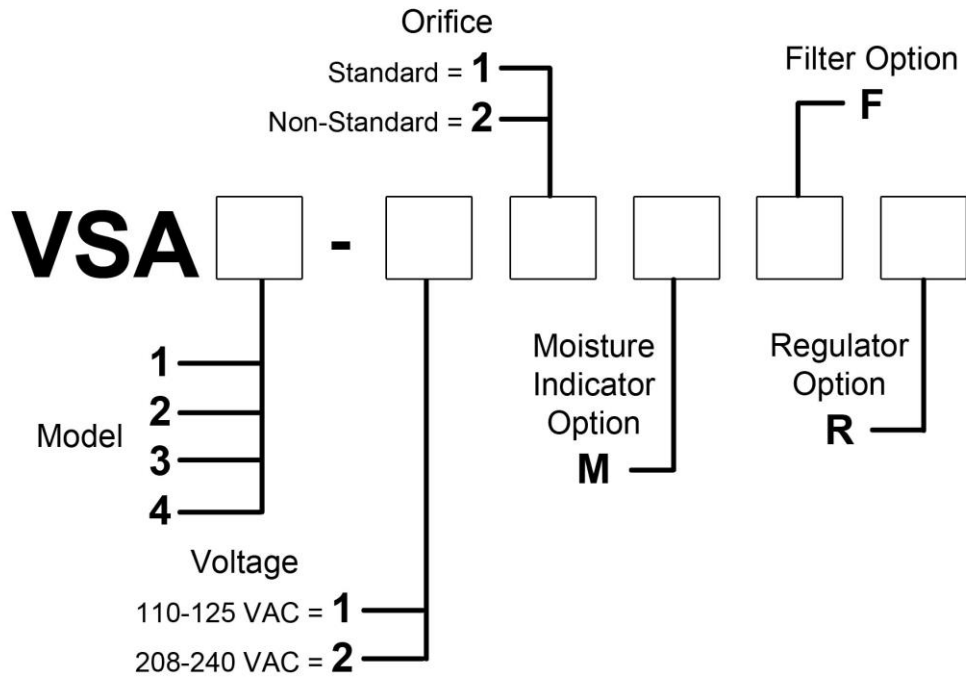 Orifice
Standard = 1
Non-Standard = 2
Filter Option
F
VSA -
Model
1
2
3
4
Voltage
110-125 VAC = 1
208-240 VAC = 2
Moisture
Indicator
Option
M
Regulator
Option
R